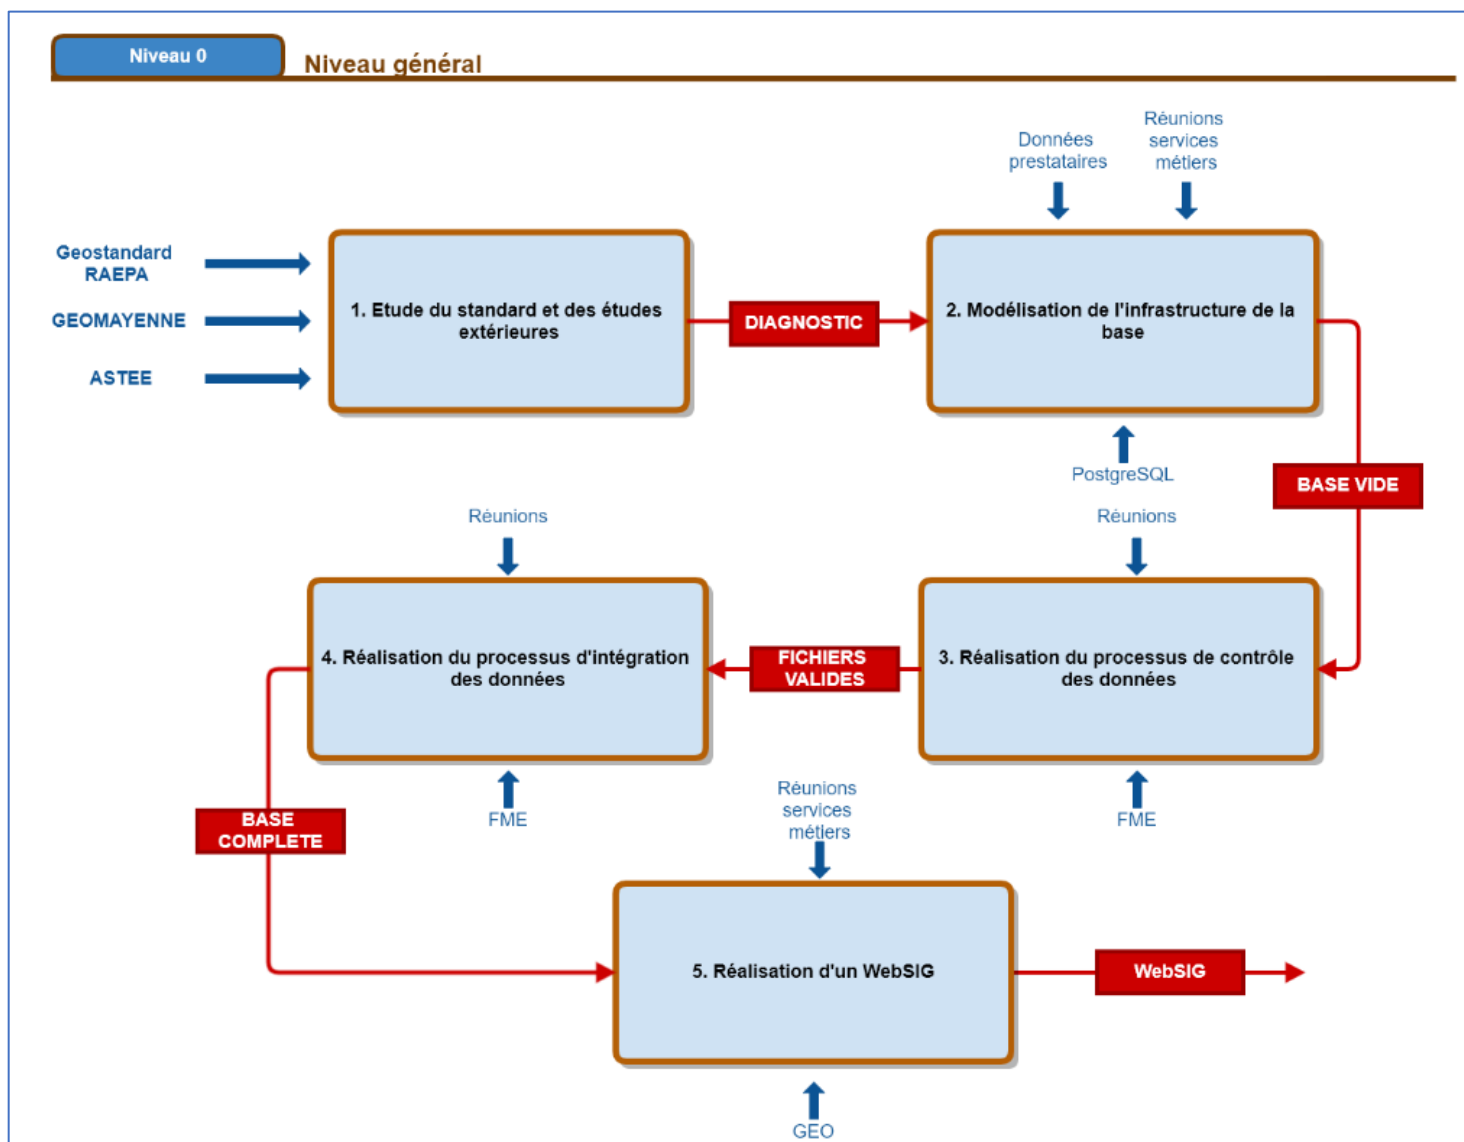 Niveau 0
Niveau général
Données
prestataires
Réunions
services
métiers
Geostandard
RAEPA
GEOMAYENNE
ASTEE
1. Etude du standard et des études
extérieures
DIAGNOSTIC
2. Modélisation de l'infrastructure de la
base
PostgreSQL
BASE VIDE
Réunions
Réunions
4. Réalisation du processus d'intégration
des données
FICHIERS
VALIDES
3. Réalisation du processus de contrôle
des données
FME
FME
BASE
COMPLETE
Réunions
services
métiers
5. Réalisation d'un WebSIG
WebSIG
GEO